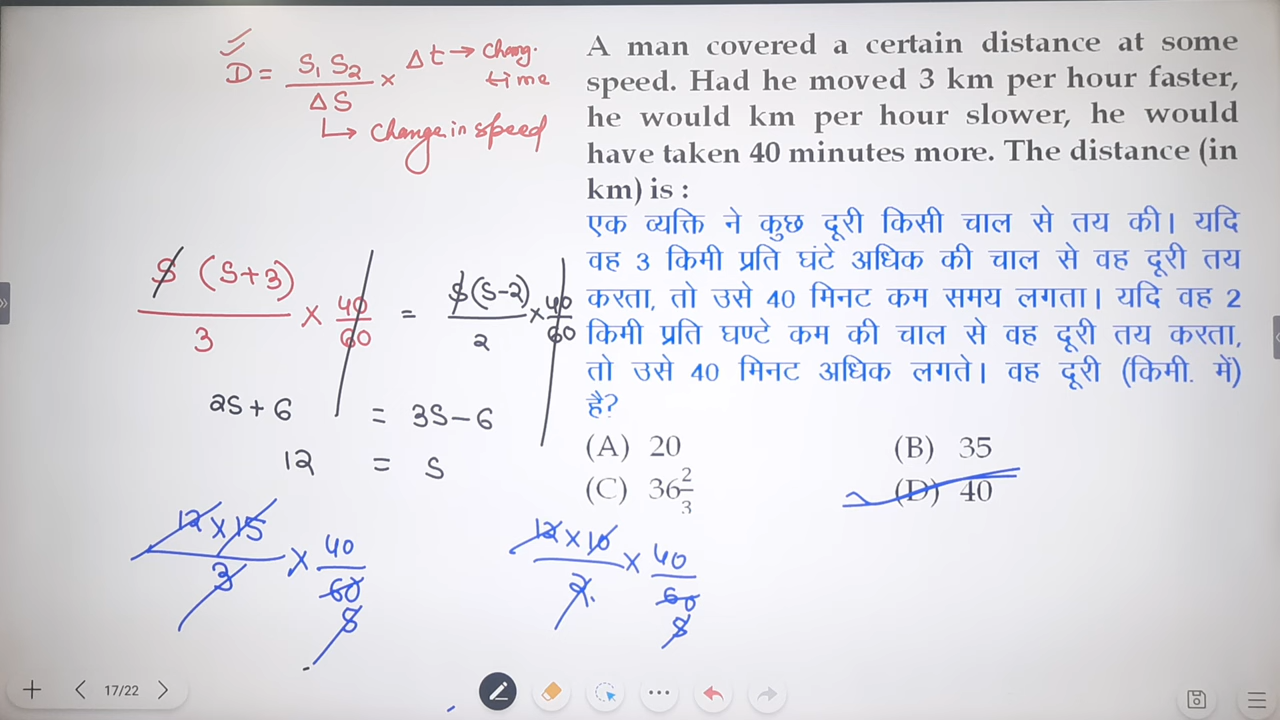 D = S₁ S₂ / ΔS × Δt → Chang. time
↳ Change in speed
A man covered a certain distance at some
speed. Had he moved 3 km per hour faster,
he would km per hour slower, he would
have taken 40 minutes more. The distance (in
km) is :
एक व्यक्ति ने कुछ दूरी किसी चाल से तय की। यदि
वह 3 किमी प्रति घंटे अधिक की चाल से वह दूरी तय
करता, तो उसे 40 मिनट कम समय लगता। यदि वह 2
किमी प्रति घण्टे कम की चाल से वह दूरी तय करता,
तो उसे 40 मिनट अधिक लगते। वह दूरी (किमी. में)
है?
(A) 20 (B) 35
(C) 36 2/3 (D) 40
S (S+3) / 3 × 40/60 = S (S-2) / 2 × 40/60
2S + 6 = 3S - 6
12 = S
12 × 15 / 3 × 40/60 8
12 × 10 / 2 × 40/60 8
17/22